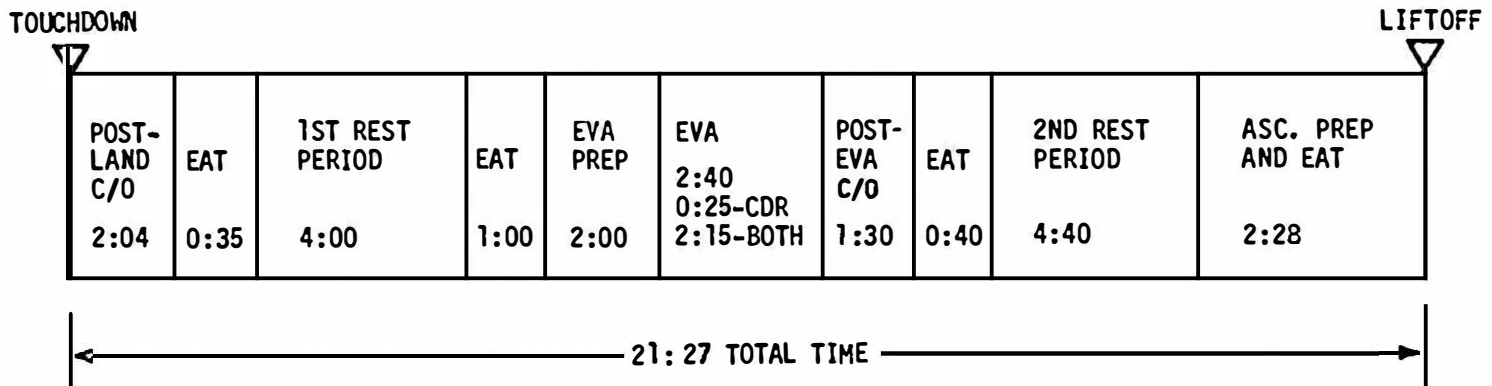 TOUCHDOWN
LIFTOFF
POST-
LAND
C/O
2:04
EAT
0:35
1ST REST
PERIOD
4:00
EAT
1:00
EVA
PREP
2:00
EVA
2:40
0:25-CDR
2:15-BOTH
POST-
EVA
C/O
1:30
EAT
0:40
2ND REST
PERIOD
4:40
ASC. PREP
AND EAT
2:28
21:27 TOTAL TIME